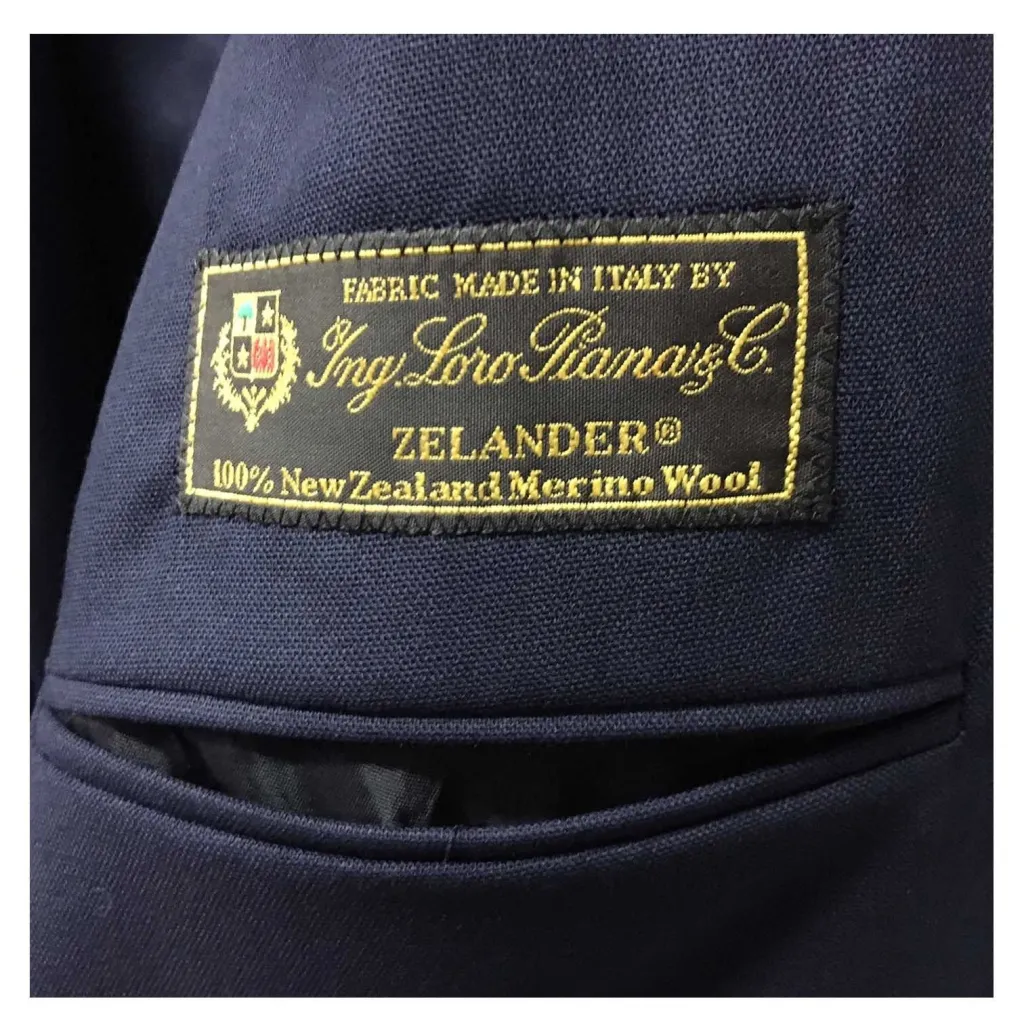 FABRIC MADE IN ITALY BY
Ing. Loro Piana & C.
ZELANDER®
100% New Zealand Merino Wool